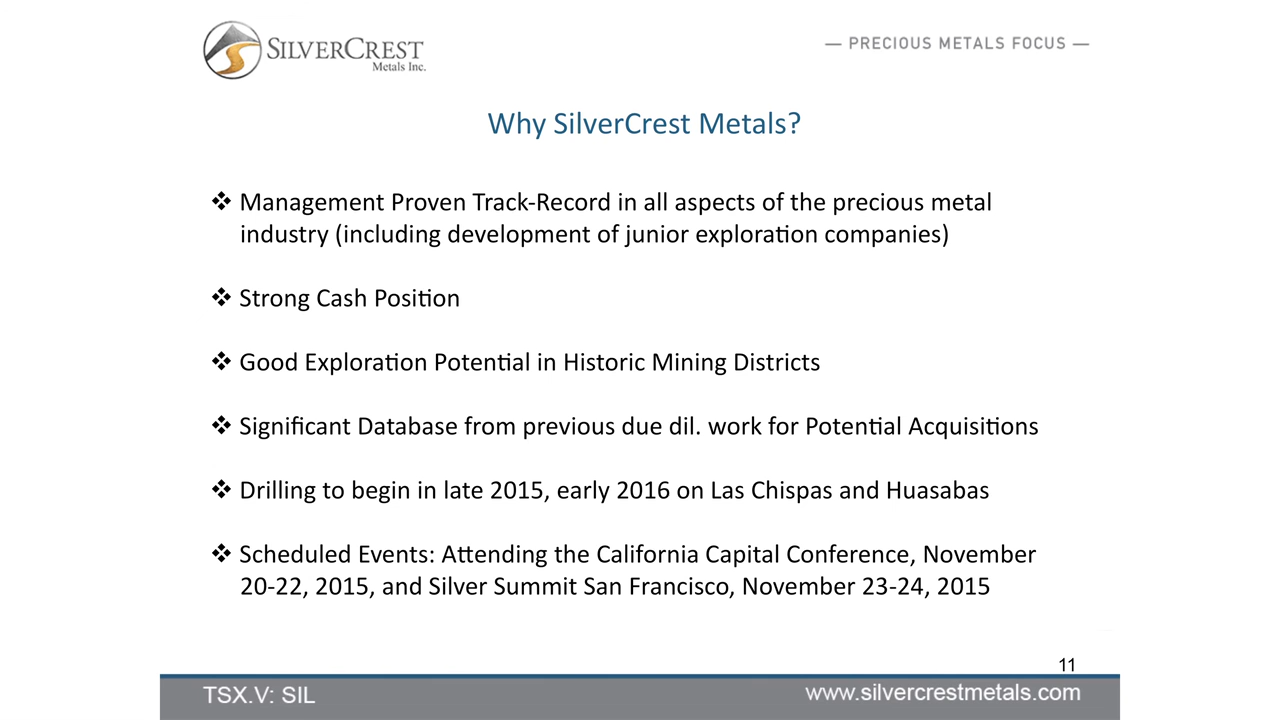 SILVERCREST
Metals Inc.
— PRECIOUS METALS FOCUS —
Why SilverCrest Metals?
❖ Management Proven Track-Record in all aspects of the precious metal
industry (including development of junior exploration companies)
❖ Strong Cash Position
❖ Good Exploration Potential in Historic Mining Districts
❖ Significant Database from previous due dil. work for Potential Acquisitions
❖ Drilling to begin in late 2015, early 2016 on Las Chispas and Huasabas
❖ Scheduled Events: Attending the California Capital Conference, November
20-22, 2015, and Silver Summit San Francisco, November 23-24, 2015
11
TSX.V: SIL
www.silvercrestmetals.com